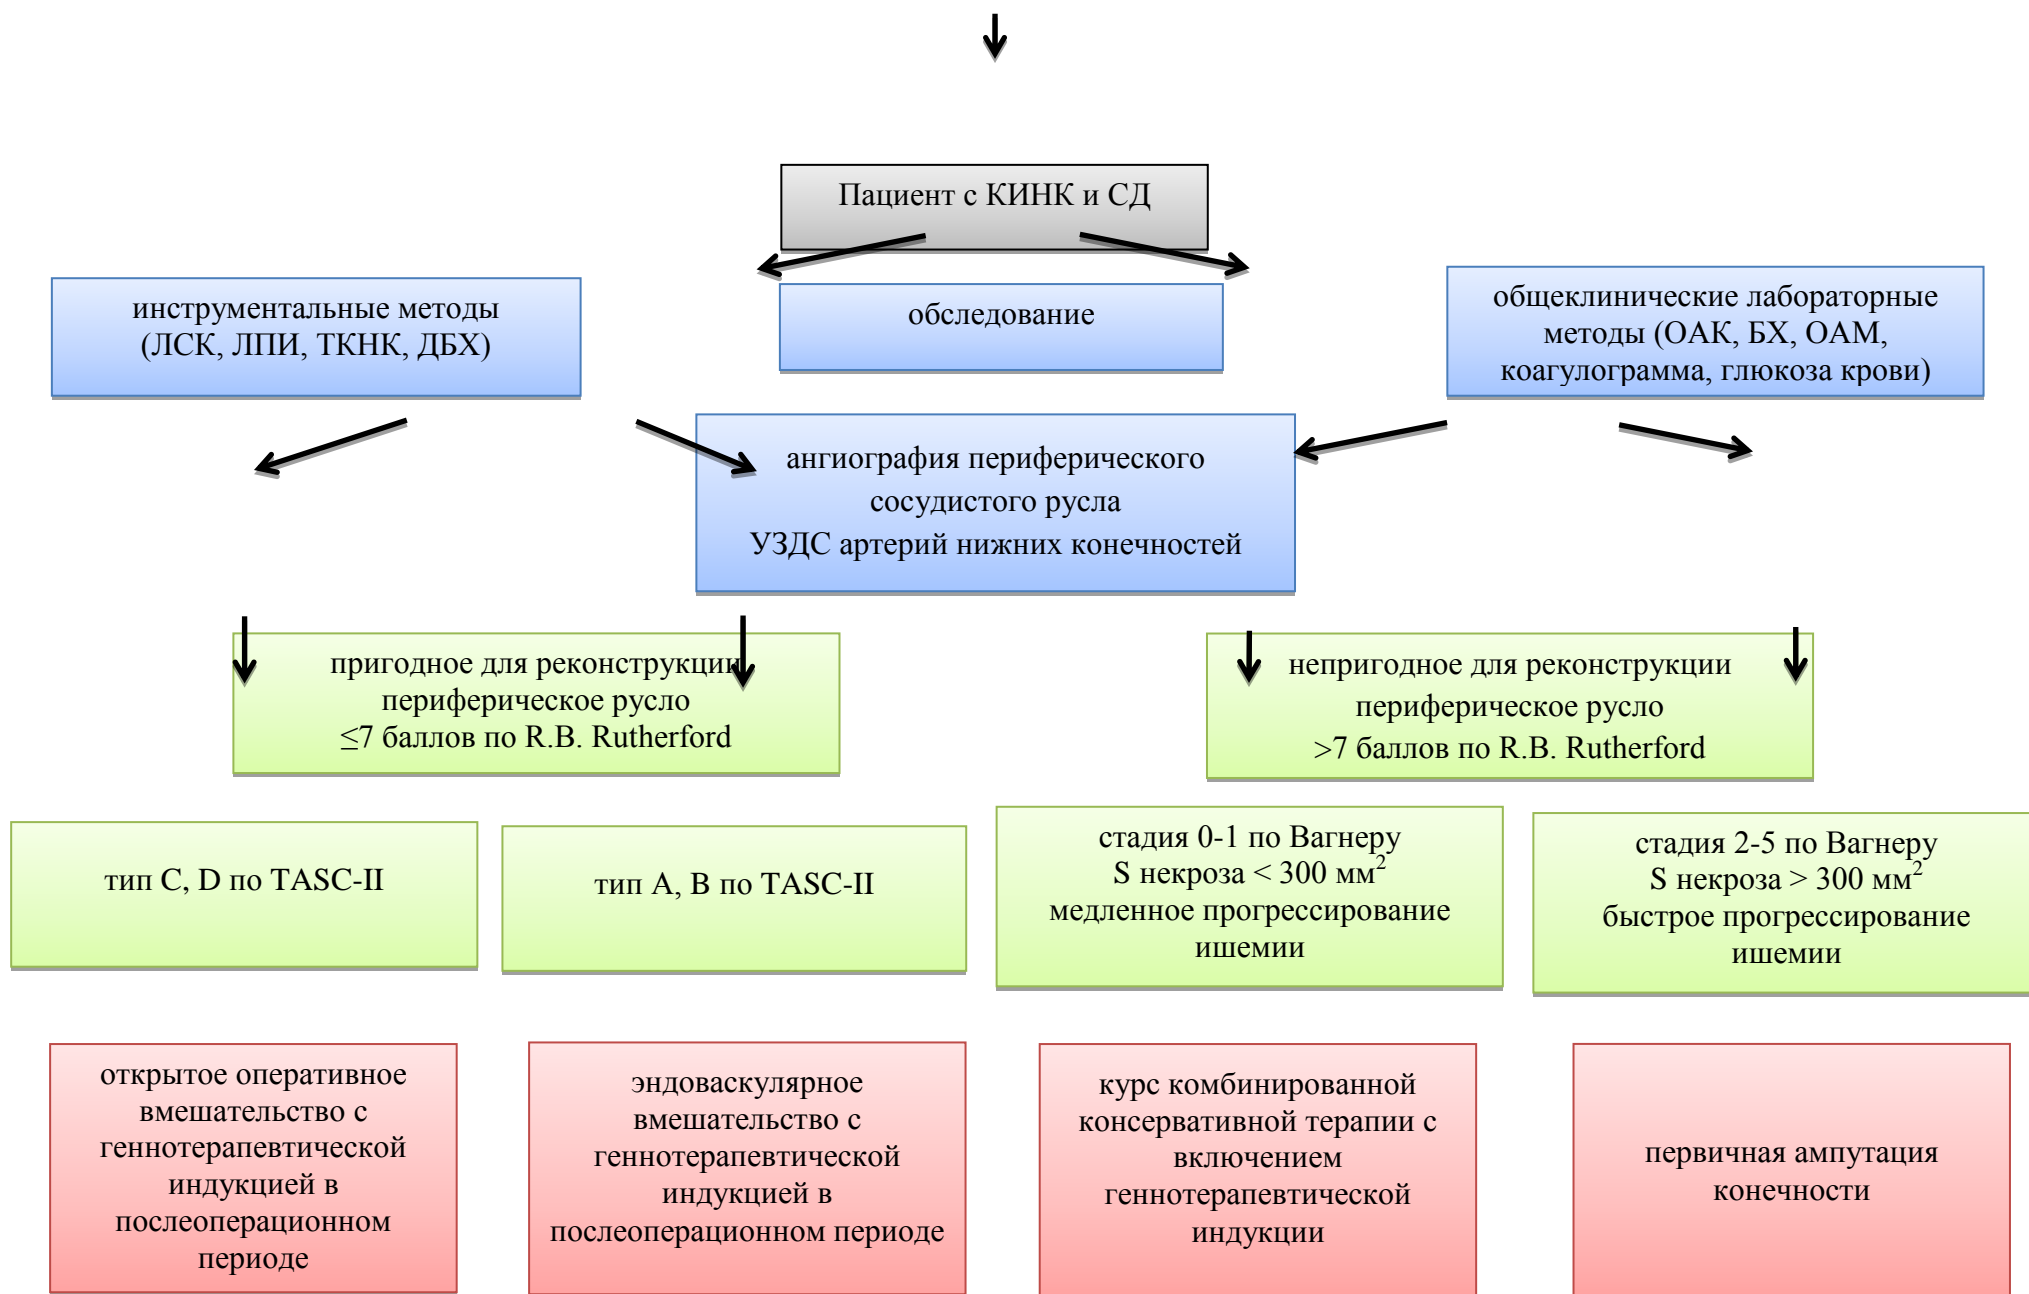 Пациент с КИНК и СД
инструментальные методы
(ЛСК, ЛПИ, ТКНК, ДБХ)
обследование
общеклинические лабораторные
методы (ОАК, БХ, ОАМ,
коагулограмма, глюкоза крови)
ангиография периферического
сосудистого русла
УЗДС артерий нижних конечностей
пригодное для реконструкции
периферическое русло
≤7 баллов по R.B. Rutherford
непригодное для реконструкции
периферическое русло
>7 баллов по R.B. Rutherford
тип C, D по TASC-II
тип A, B по TASC-II
стадия 0-1 по Вагнеру
S некроза < 300 мм²
медленное прогрессирование
ишемии
стадия 2-5 по Вагнеру
S некроза > 300 мм²
быстрое прогрессирование
ишемии
открытое оперативное
вмешательство с
геннотерапевтической
индукцией в
послеоперационном
периоде
эндоваскулярное
вмешательство с
геннотерапевтической
индукцией в
послеоперационном периоде
курс комбинированной
консервативной терапии с
включением
геннотерапевтической
индукции
первичная ампутация
конечности